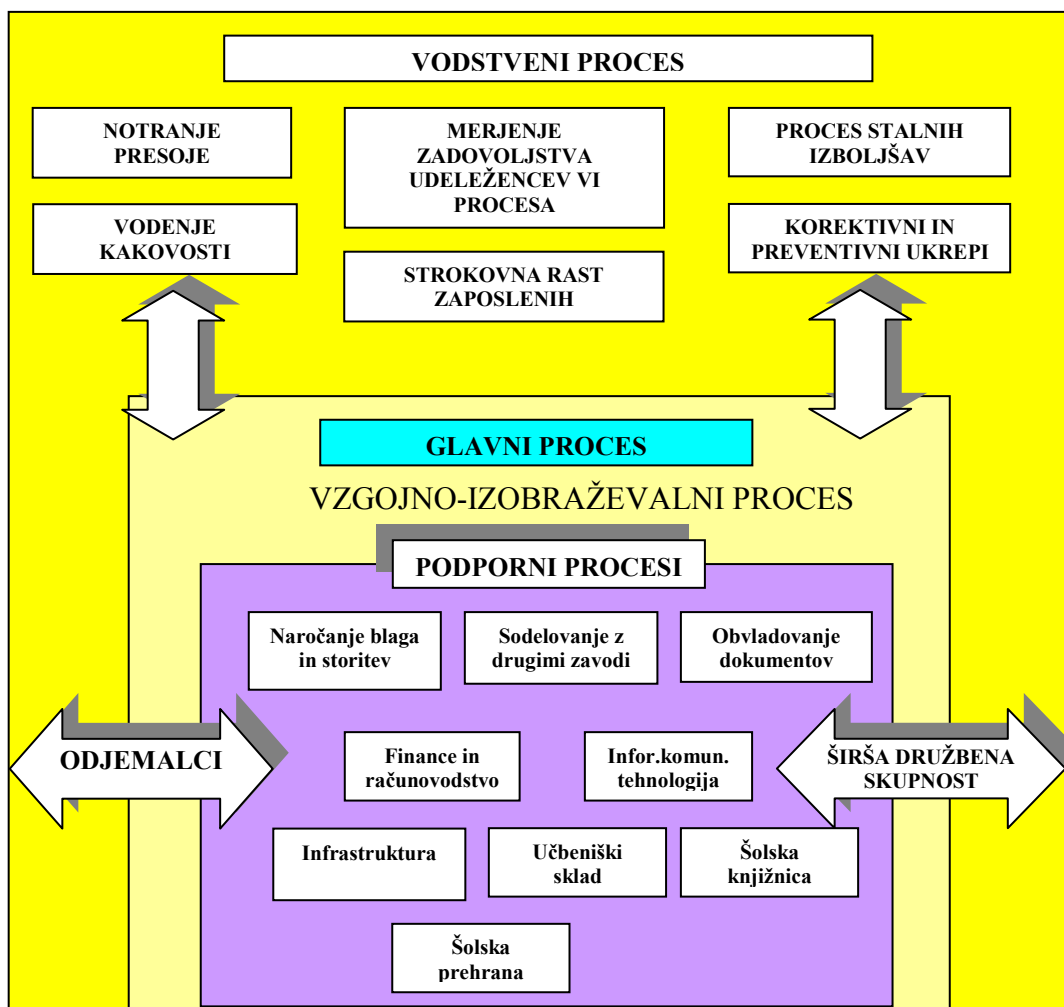 VODSTVENI PROCES
NOTRANJE
PRESOJE
MERJENJE
ZADOVOLJSTVA
UDELEŽENCEV VI
PROCESA
PROCES STALNIH
IZBOLJŠAV
VODENJE
KAKOVOSTI
STROKOVNA RAST
ZAPOSLENIH
KOREKTIVNI IN
PREVENTIVNI UKREPI
GLAVNI PROCES
VZGOJNO-IZOBRAŽEVALNI PROCES
PODPORNI PROCESI
Naročanje blaga
in storitev
Sodelovanje z
drugimi zavodi
Obvladovanje
dokumentov
ODJEMALCI
Finance in
računovodstvo
Infor.komun.
tehnologija
ŠIRŠA DRUŽBENA
SKUPNOST
Infrastruktura
Učbeniški
sklad
Šolska
knjižnica
Šolska
prehrana